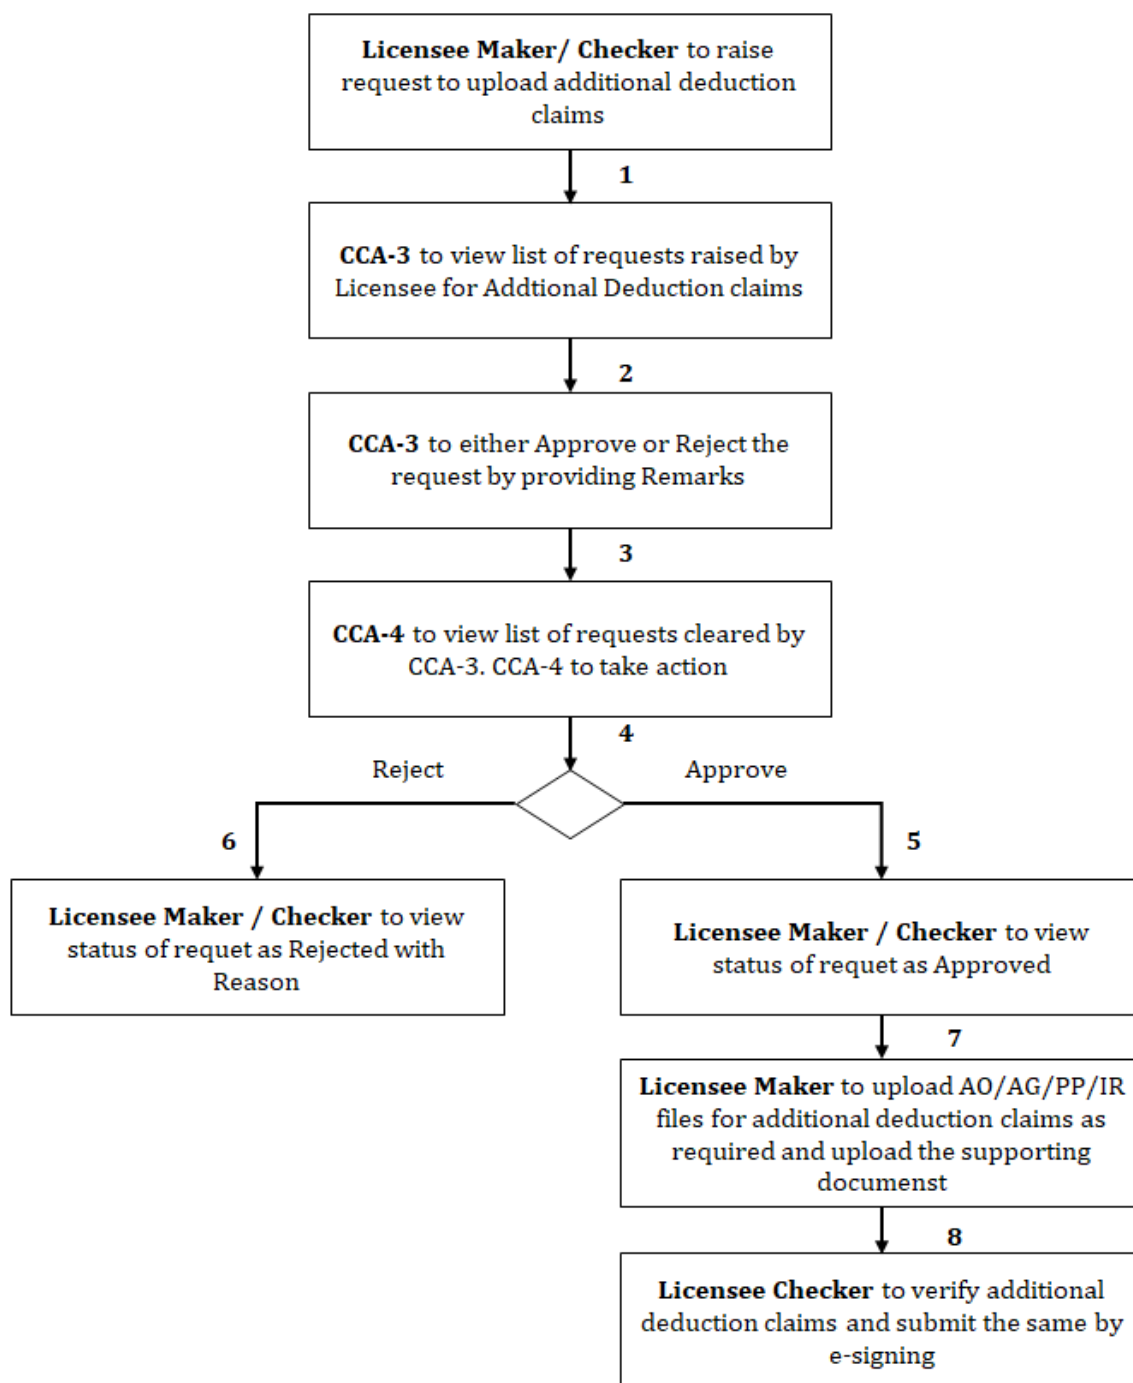 Licensee Maker/ Checker to raise
request to upload additional deduction
claims
1
CCA-3 to view list of requests raised by
Licensee for Addtional Deduction claims
2
CCA-3 to either Approve or Reject the
request by providing Remarks
3
CCA-4 to view list of requests cleared by
CCA-3. CCA-4 to take action
4
Reject
Approve
6
5
Licensee Maker / Checker to view
status of requet as Rejected with
Reason
Licensee Maker / Checker to view
status of requet as Approved
7
Licensee Maker to upload AO/AG/PP/IR
files for additional deduction claims as
required and upload the supporting
documenst
8
Licensee Checker to verify additional
deduction claims and submit the same by
e-signing